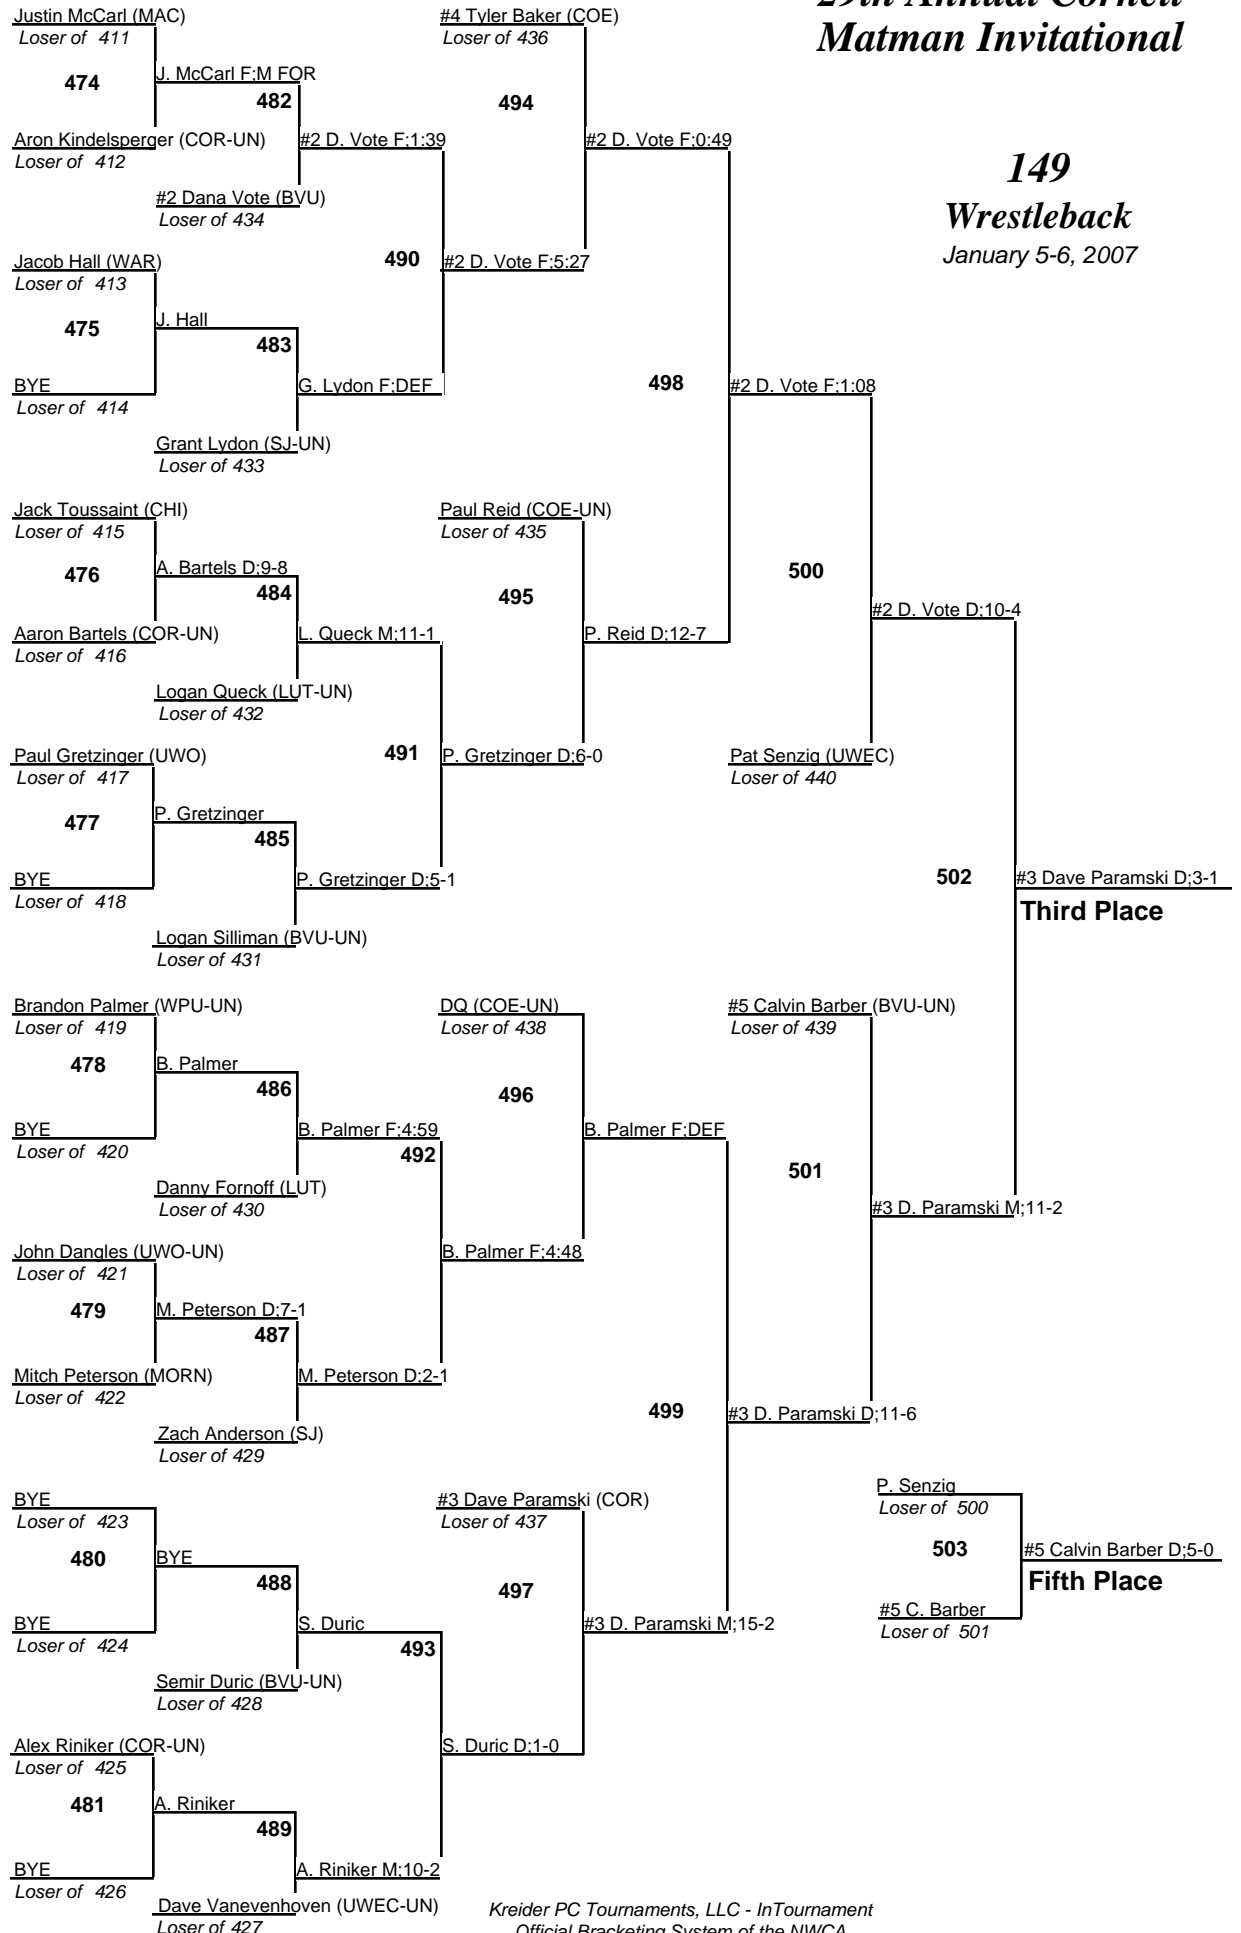 29th Annual Cornell
Matman Invitational
149
Wrestleback
January 5-6, 2007
Justin McCarl (MAC)
Loser of 411
474
J. McCarl F;M FOR
482
Aron Kindelsperger (COR-UN)
Loser of 412
#2 D. Vote F;1:39
#2 Dana Vote (BVU)
Loser of 434
490
#2 D. Vote F;5:27
Jacob Hall (WAR)
Loser of 413
475
J. Hall
483
BYE
Loser of 414
G. Lydon F;DEF
Grant Lydon (SJ-UN)
Loser of 433
#4 Tyler Baker (COE)
Loser of 436
494
#2 D. Vote F;0:49
498
#2 D. Vote F;1:08
Jack Toussaint (CHI)
Loser of 415
476
A. Bartels D;9-8
484
Aaron Bartels (COR-UN)
Loser of 416
L. Queck M;11-1
Logan Queck (LUT-UN)
Loser of 432
491
P. Gretzinger D;6-0
Paul Gretzinger (UWO)
Loser of 417
477
P. Gretzinger
485
BYE
Loser of 418
P. Gretzinger D;5-1
Logan Silliman (BVU-UN)
Loser of 431
Paul Reid (COE-UN)
Loser of 435
495
P. Reid D;12-7
500
#2 D. Vote D;10-4
Pat Senzig (UWEC)
Loser of 440
502
#3 Dave Paramski D;3-1
Third Place
Brandon Palmer (WPU-UN)
Loser of 419
478
B. Palmer
486
BYE
Loser of 420
B. Palmer F;4:59
492
Danny Fornoff (LUT)
Loser of 430
B. Palmer F;4:48
John Dangles (UWO-UN)
Loser of 421
479
M. Peterson D;7-1
487
Mitch Peterson (MORN)
Loser of 422
M. Peterson D;2-1
Zach Anderson (SJ)
Loser of 429
DQ (COE-UN)
Loser of 438
496
B. Palmer F;DEF
#5 Calvin Barber (BVU-UN)
Loser of 439
501
#3 D. Paramski M;11-2
499
#3 D. Paramski D;11-6
BYE
Loser of 423
480
BYE
488
BYE
Loser of 424
S. Duric
493
Semir Duric (BVU-UN)
Loser of 428
S. Duric D;1-0
Alex Riniker (COR-UN)
Loser of 425
481
A. Riniker
489
BYE
Loser of 426
A. Riniker M;10-2
Dave Vanevenhoven (UWEC-UN)
Loser of 427
#3 Dave Paramski (COR)
Loser of 437
497
#3 D. Paramski M;15-2
P. Senzig
Loser of 500
503
#5 Calvin Barber D;5-0
Fifth Place
#5 C. Barber
Loser of 501
Kreider PC Tournaments, LLC - InTournament
Official Bracketing System of the NWCA